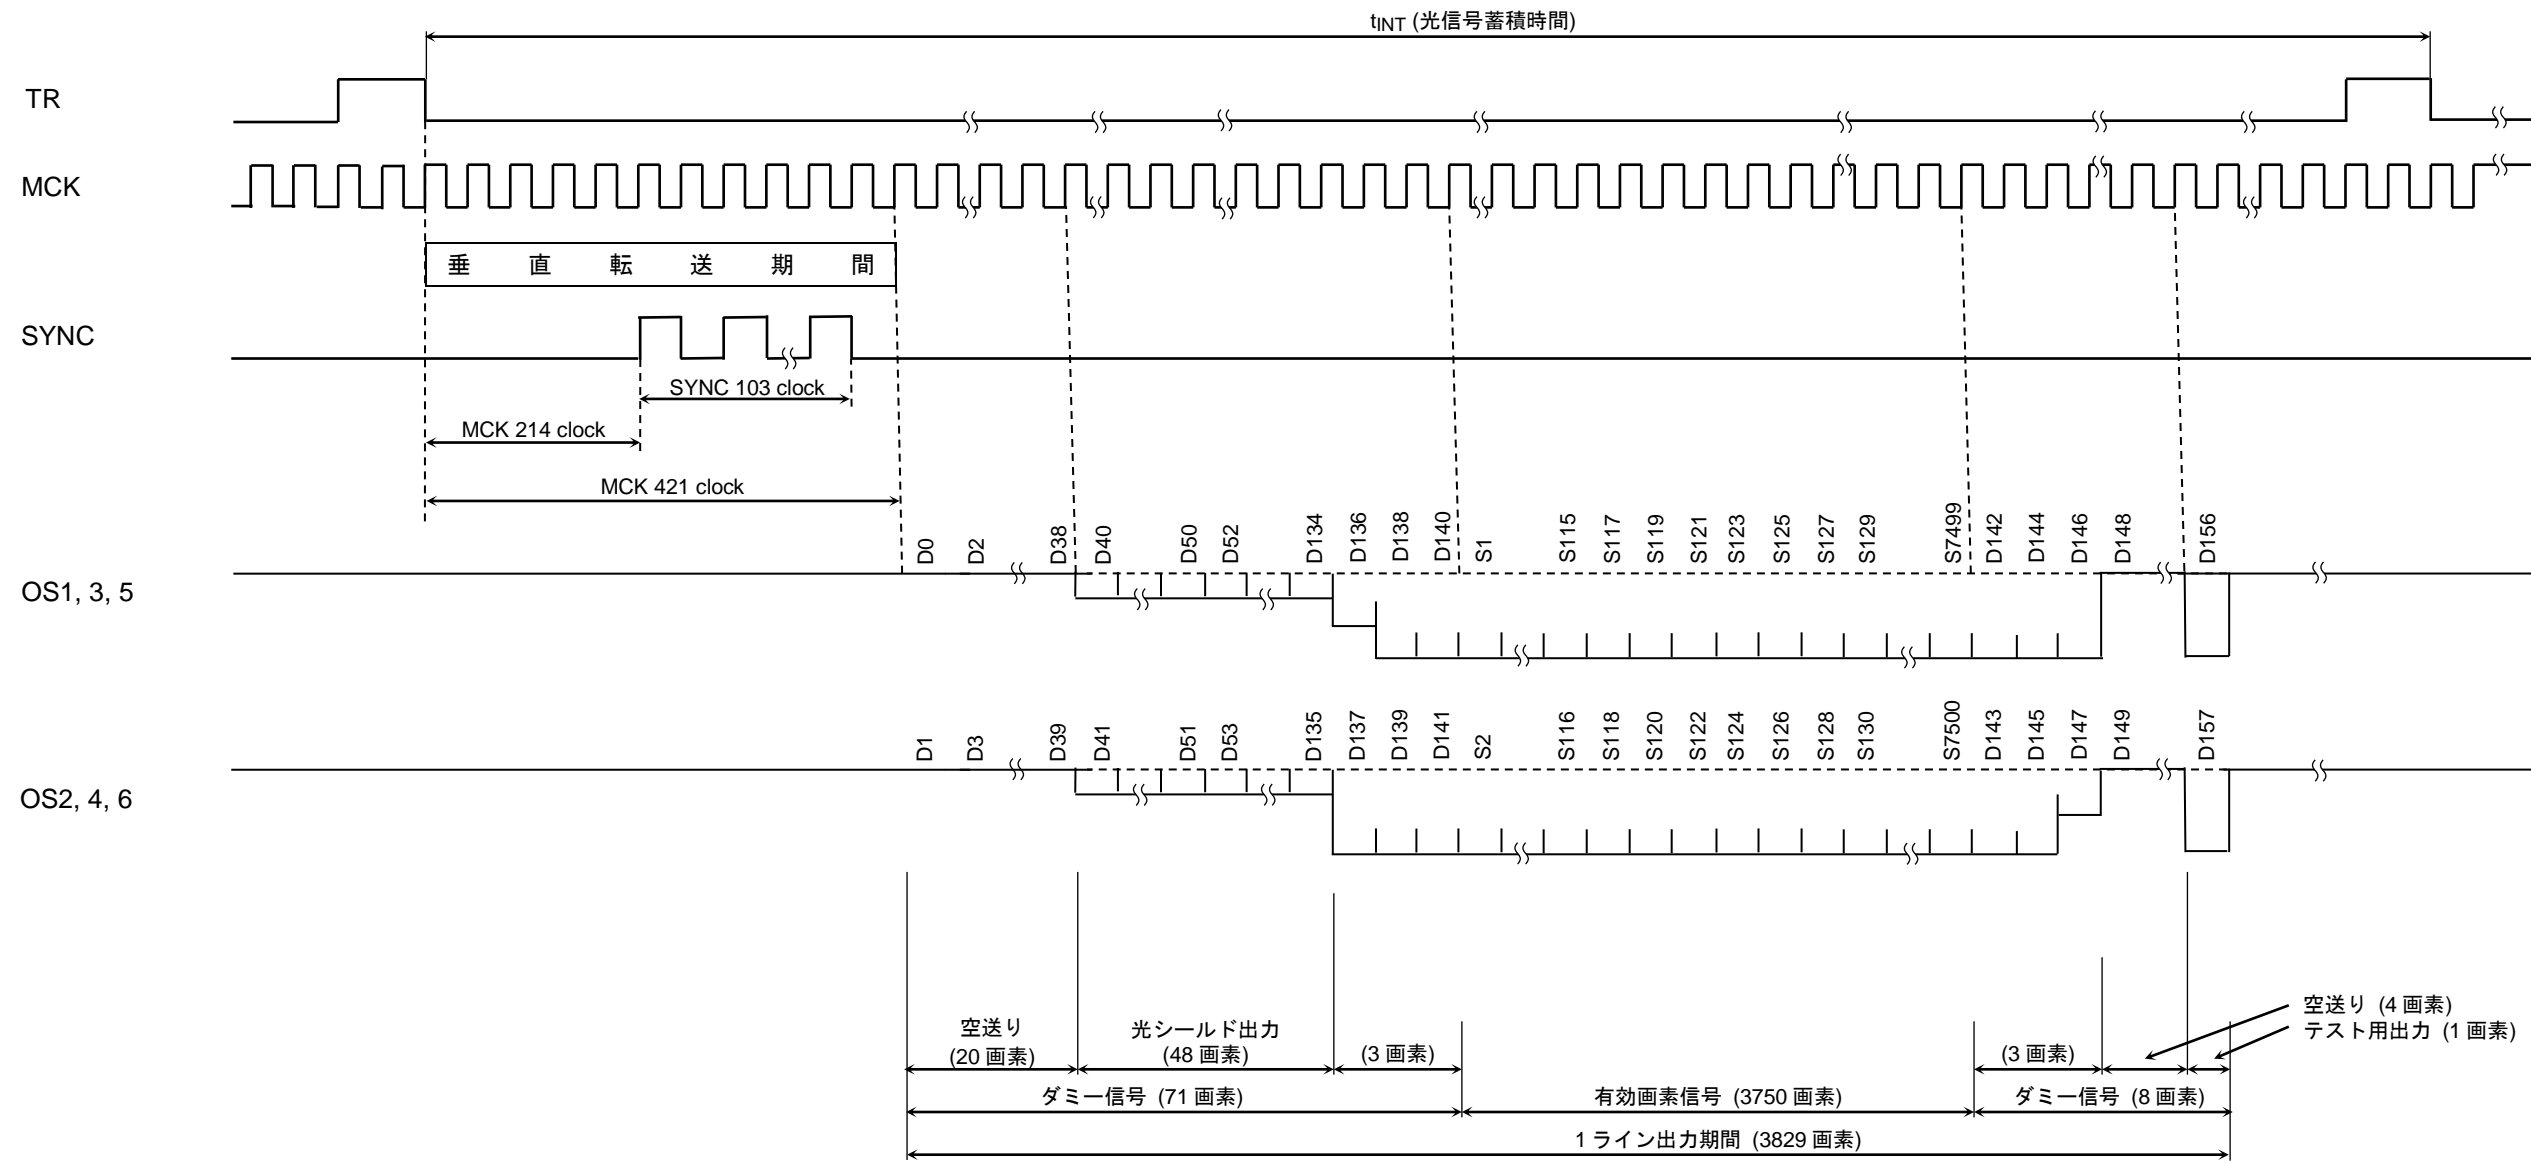 tINT (光信号蓄積時間)
TR
MCK
垂直転送期間
SYNC
SYNC 103 clock
MCK 214 clock
MCK 421 clock
D0 D2 D38 D40 D50 D52 D134 D136 D138 D140 S1 S115 S117 S119 S121 S123 S125 S127 S129 S7499 D142 D144 D146 D148 D156
OS1, 3, 5
D1 D3 D39 D41 D51 D53 D135 D137 D139 D141 S2 S116 S118 S120 S122 S124 S126 S128 S130 S7500 D143 D145 D147 D149 D157
OS2, 4, 6
空送り
(20 画素)
光シールド出力
(48 画素)
(3 画素)
(3 画素)
空送り (4 画素)
テスト用出力 (1 画素)
ダミー信号 (71 画素)
有効画素信号 (3750 画素)
ダミー信号 (8 画素)
1 ライン出力期間 (3829 画素)